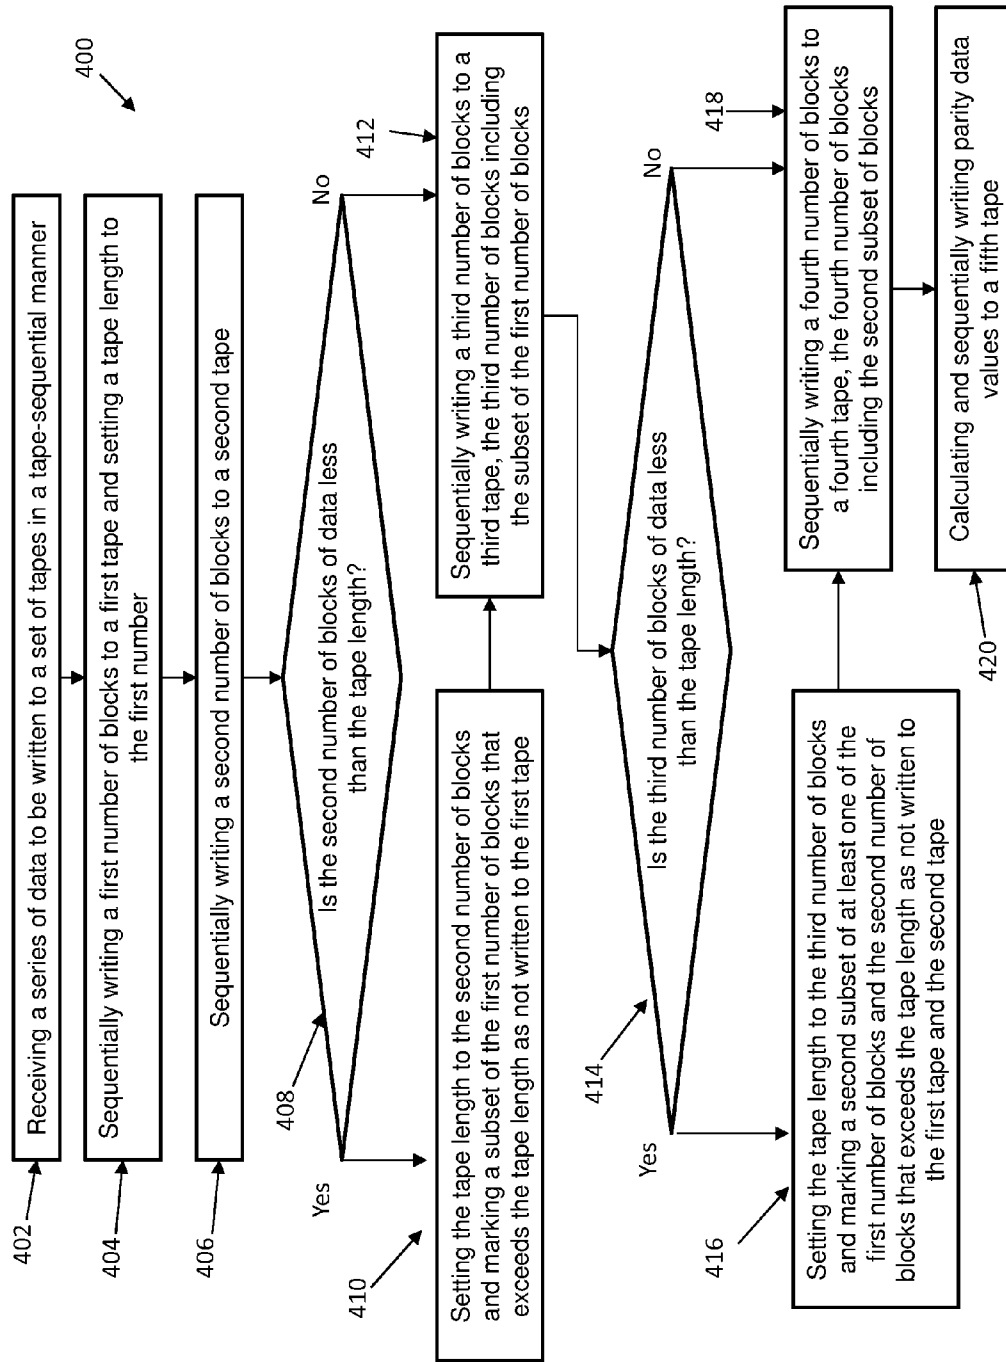 400
402
Receiving a series of data to be written to a set of tapes in a tape-sequential manner
404
Sequentially writing a first number of blocks to a first tape and setting a tape length to
the first number
406
Sequentially writing a second number of blocks to a second tape
408
Is the second number of blocks of data less
than the tape length?
Yes
No
410
Setting the tape length to the second number of blocks
and marking a subset of the first number of blocks that
exceeds the tape length as not written to the first tape
412
Sequentially writing a third number of blocks to a
third tape, the third number of blocks including
the subset of the first number of blocks
414
Is the third number of blocks of data less
than the tape length?
Yes
No
416
Setting the tape length to the third number of blocks
and marking a second subset of at least one of the
first number of blocks and the second number of
blocks that exceeds the tape length as not written to
the first tape and the second tape
418
Sequentially writing a fourth number of blocks to
a fourth tape, the fourth number of blocks
including the second subset of blocks
420
Calculating and sequentially writing parity data
values to a fifth tape